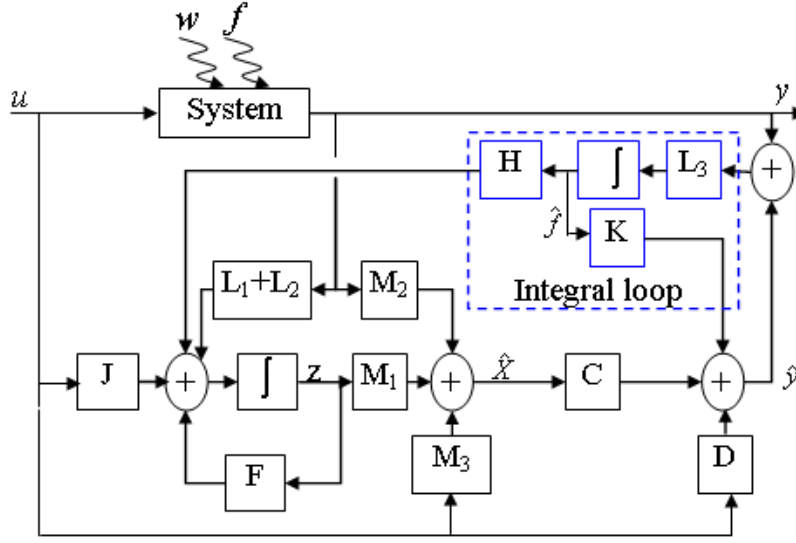 w f
u System y
H ∫ L₃ +
f̂ K
L₁+L₂ M₂ Integral loop
J + ∫ z M₁ + X̂ C + ŷ
F M₃ D